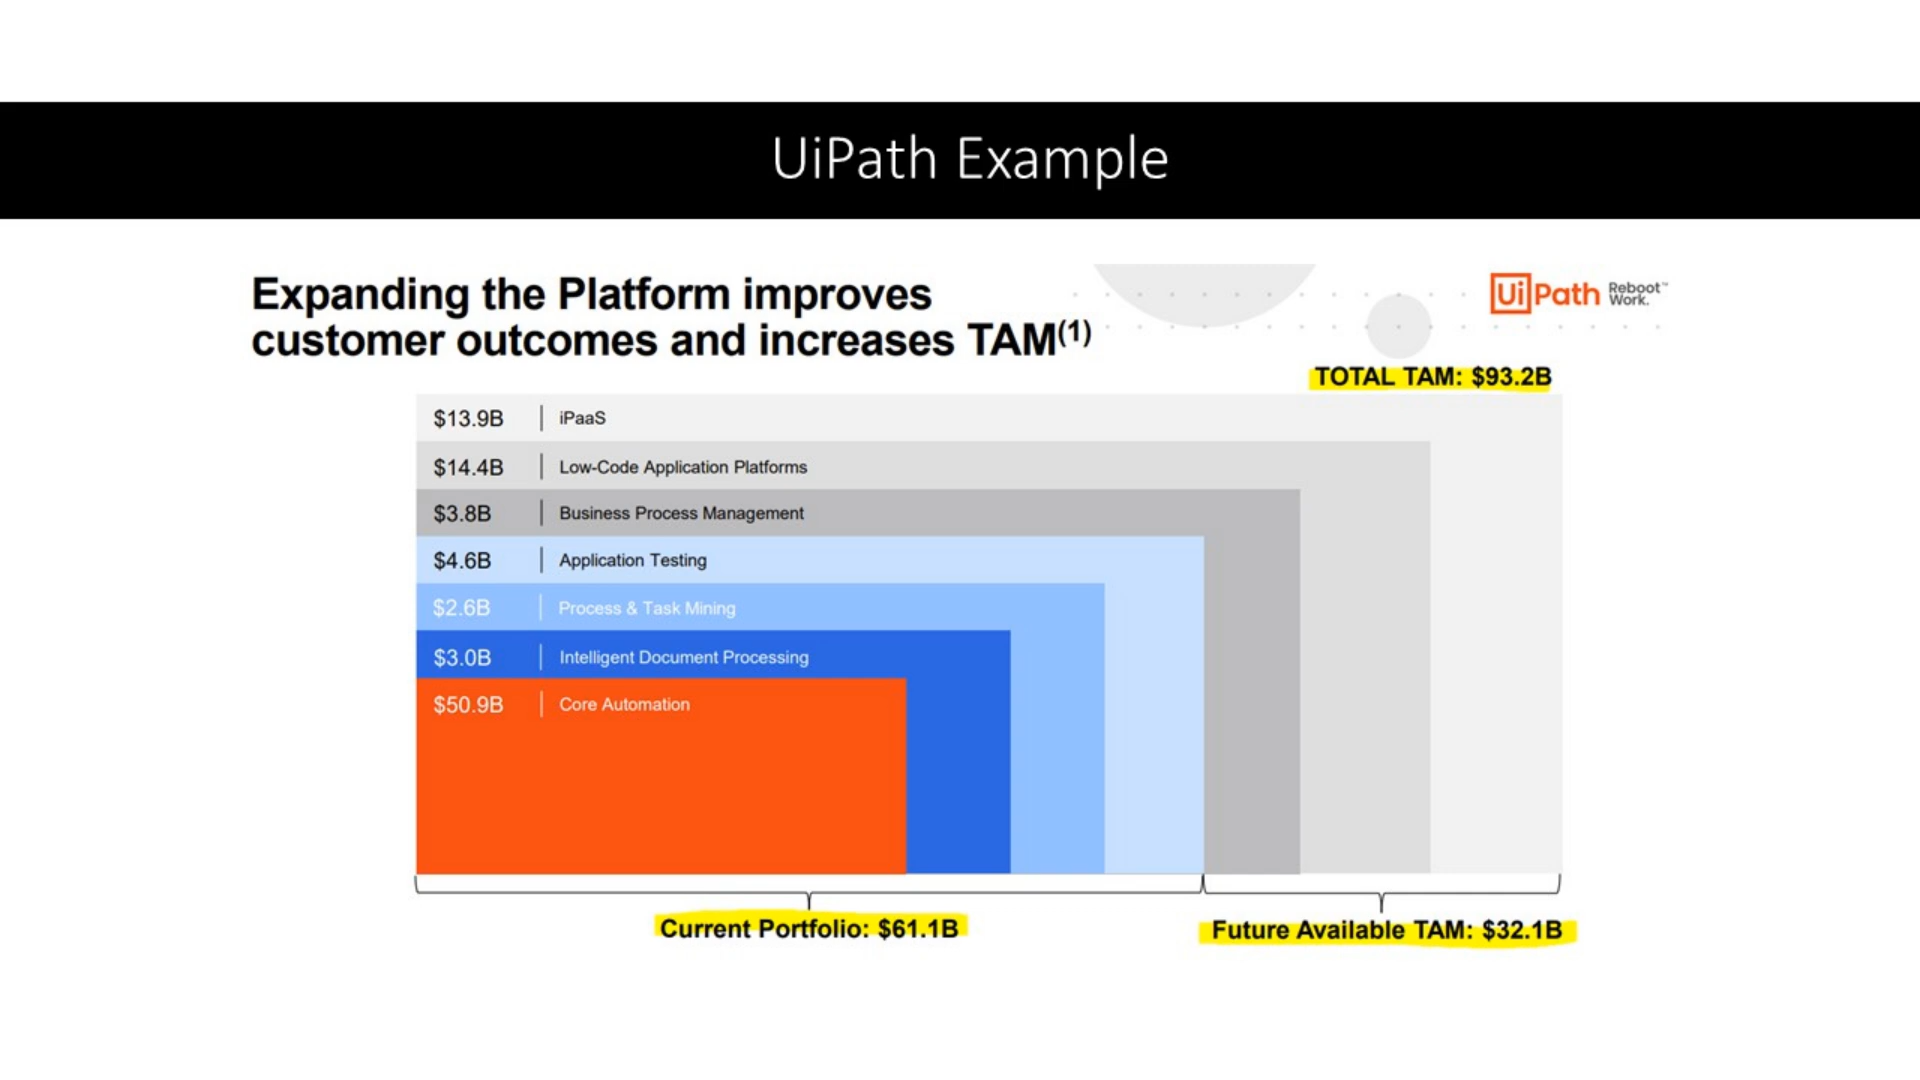 UiPath Example
Expanding the Platform improves
customer outcomes and increases TAM(1)
UiPath Reboot Work.™
TOTAL TAM: $93.2B
$13.9B | iPaaS
$14.4B | Low-Code Application Platforms
$3.8B | Business Process Management
$4.6B | Application Testing
$2.6B | Process & Task Mining
$3.0B | Intelligent Document Processing
$50.9B | Core Automation
Current Portfolio: $61.1B
Future Available TAM: $32.1B